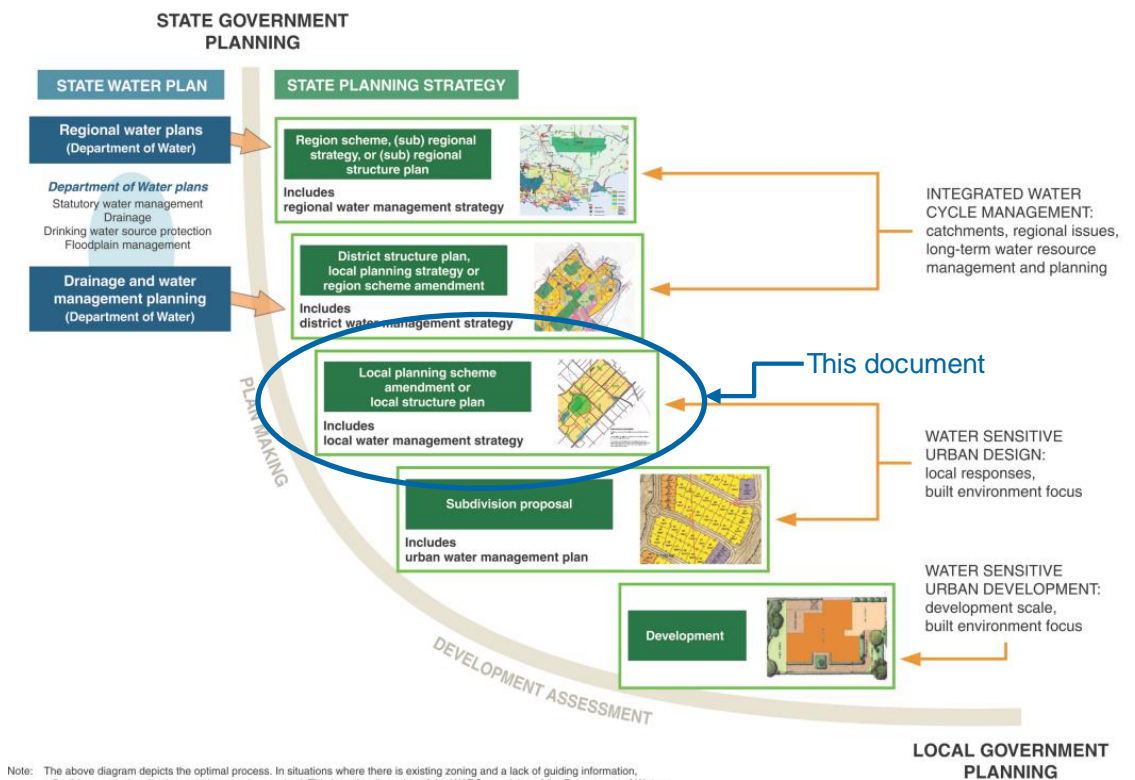 STATE GOVERNMENT
PLANNING
STATE WATER PLAN
STATE PLANNING STRATEGY
Regional water plans
(Department of Water)
Department of Water plans
Statutory water management
Drainage
Drinking water source protection
Floodplain management
Drainage and water
management planning
(Department of Water)
Region scheme, (sub) regional
strategy, or (sub) regional
structure plan
Includes
regional water management strategy
District structure plan,
local planning strategy or
region scheme amendment
Includes
district water management strategy
Local planning scheme
amendment or
local structure plan
Includes
local water management strategy
Subdivision proposal
Includes
urban water management plan
Development
INTEGRATED WATER
CYCLE MANAGEMENT:
catchments, regional issues,
long-term water resource
management and planning
This document
WATER SENSITIVE
URBAN DESIGN:
local responses,
built environment focus
WATER SENSITIVE
URBAN DEVELOPMENT:
development scale,
built environment focus
PLAN MAKING
DEVELOPMENT ASSESSMENT
LOCAL GOVERNMENT
PLANNING
Note: The above diagram depicts the optimal process. In situations where there is existing zoning and a lack of guiding information,